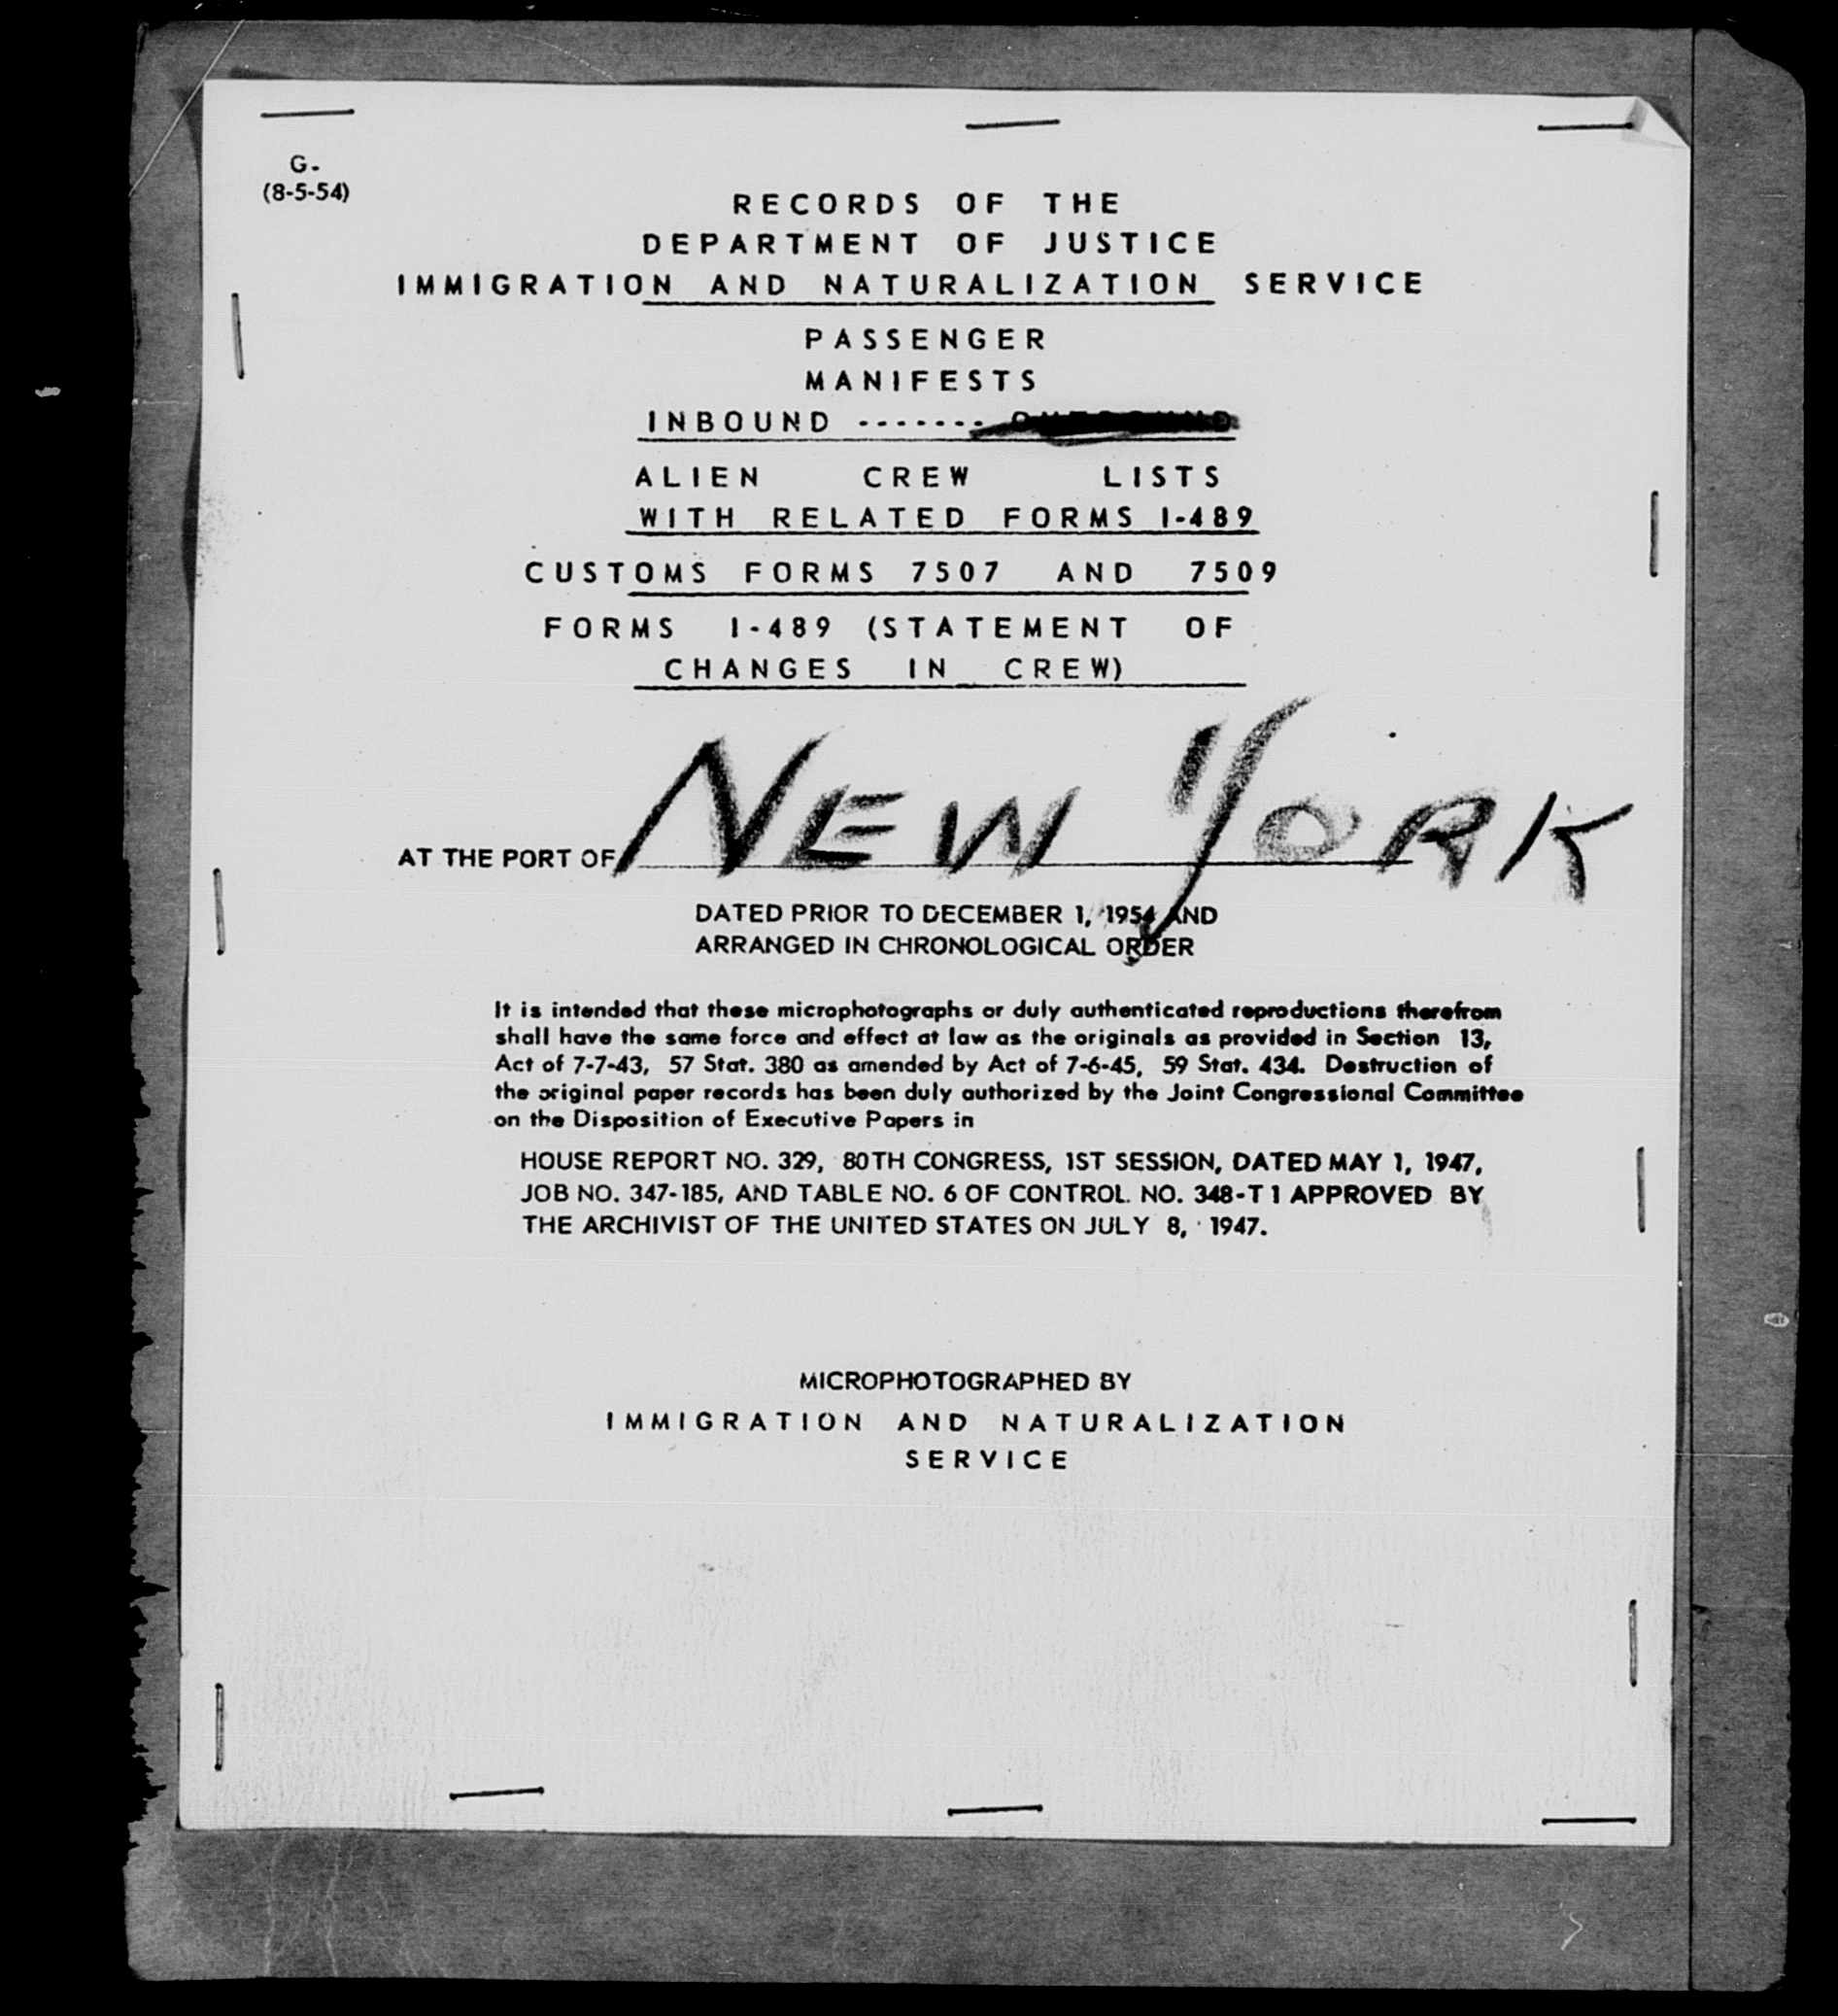 G-
(8-5-54)
RECORDS OF THE
DEPARTMENT OF JUSTICE
IMMIGRATION AND NATURALIZATION SERVICE
PASSENGER
MANIFESTS
INBOUND -------
ALIEN CREW LISTS
WITH RELATED FORMS I-489
CUSTOMS FORMS 7507 AND 7509
FORMS I-489 (STATEMENT OF
CHANGES IN CREW)
AT THE PORT OF NEW YORK
DATED PRIOR TO DECEMBER 1, 1954 AND
ARRANGED IN CHRONOLOGICAL ORDER
It is intended that these microphotographs or duly authenticated reproductions therefrom
shall have the same force and effect at law as the originals as provided in Section 13,
Act of 7-7-43, 57 Stat. 380 as amended by Act of 7-6-45, 59 Stat. 434. Destruction of
the original paper records has been duly authorized by the Joint Congressional Committee
on the Disposition of Executive Papers in
HOUSE REPORT NO. 329, 80TH CONGRESS, 1ST SESSION, DATED MAY 1, 1947,
JOB NO. 347-185, AND TABLE NO. 6 OF CONTROL NO. 348-T1 APPROVED BY
THE ARCHIVIST OF THE UNITED STATES ON JULY 8, 1947.
MICROPHOTOGRAPHED BY
IMMIGRATION AND NATURALIZATION
SERVICE